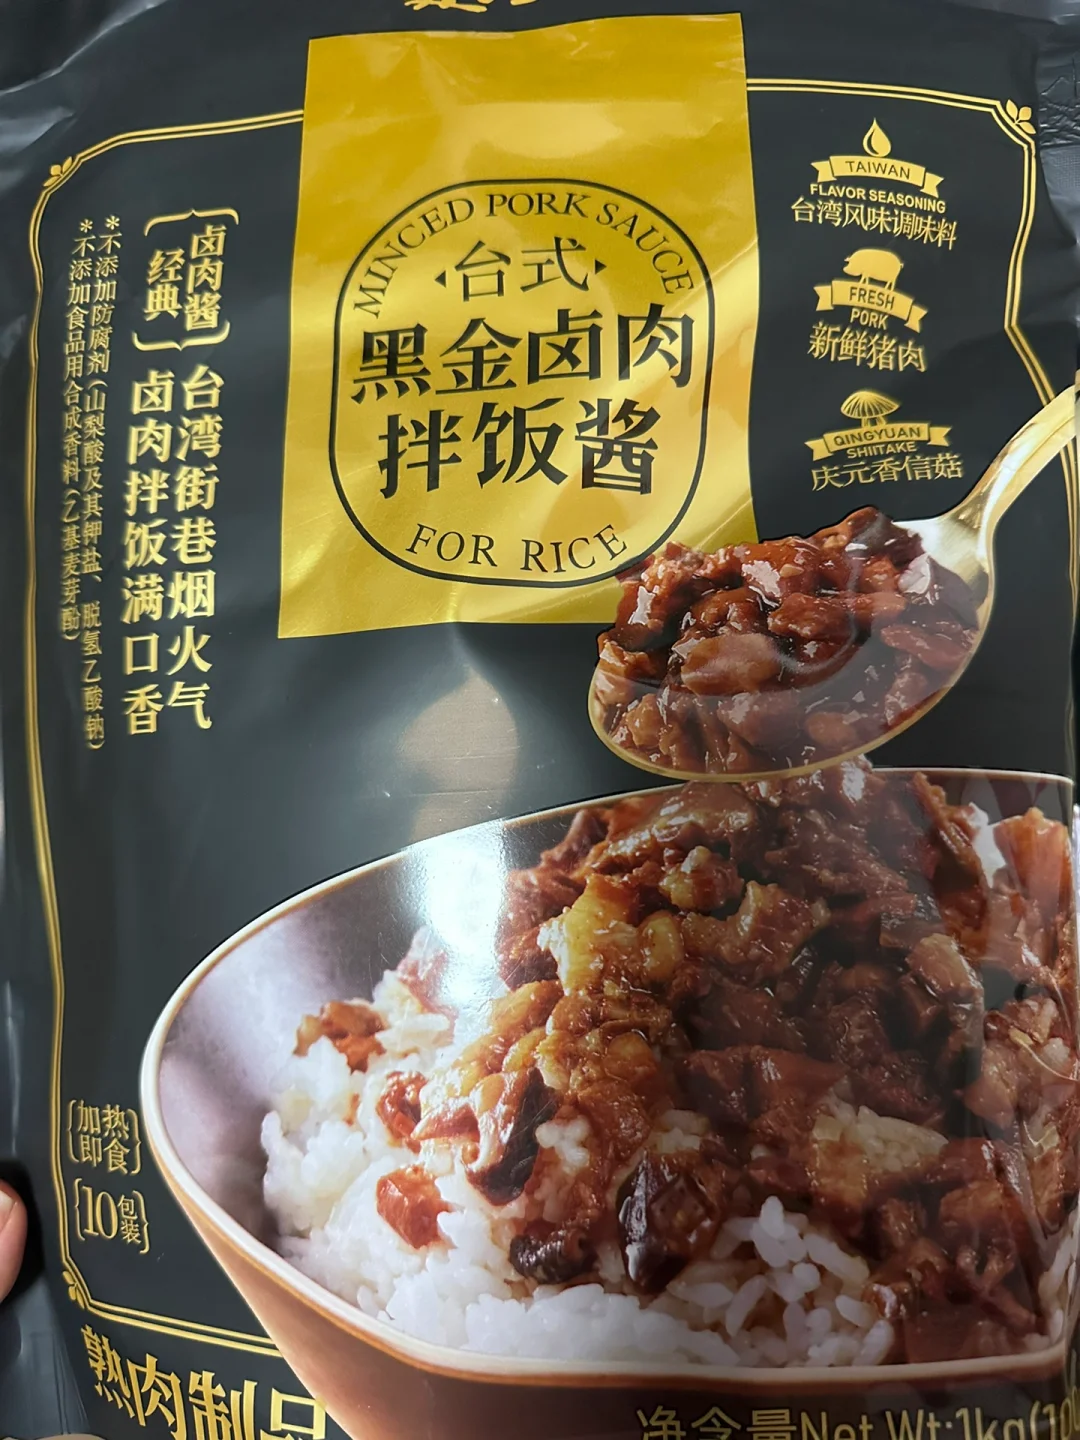 MINCED PORK SAUCE
台式
黑金卤肉
拌饭酱
FOR RICE
TAIWAN
FLAVOR SEASONING
台湾风味调味料
FRESH
PORK
新鲜猪肉
QINGYUAN
SHIITAKE
庆元香信菇
经典
卤肉酱
台湾街巷烟火气
卤肉拌饭满口香
*不添加防腐剂(山梨酸及其钾盐、脱氢乙酸钠)
*不添加食品用合成香料(乙基麦芽酚)
加热
即食
10包装
熟肉制品
净含量Net Wt:1kg